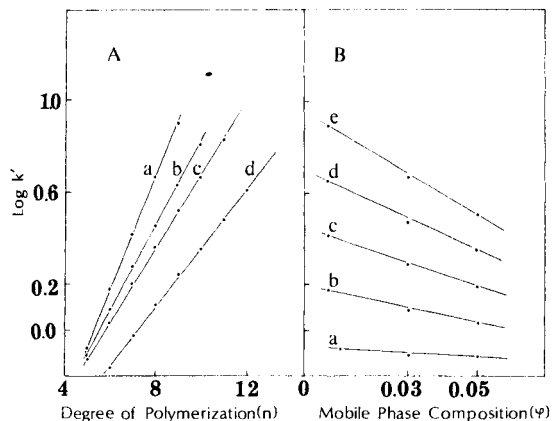 A
B
1.0
0.6
0.2
0.0
Log k'
a
b
c
d
e
d
c
b
a
4
8
12
0
0.03
0.05
Degree of Polymerization(n)
Mobile Phase Composition(φ)